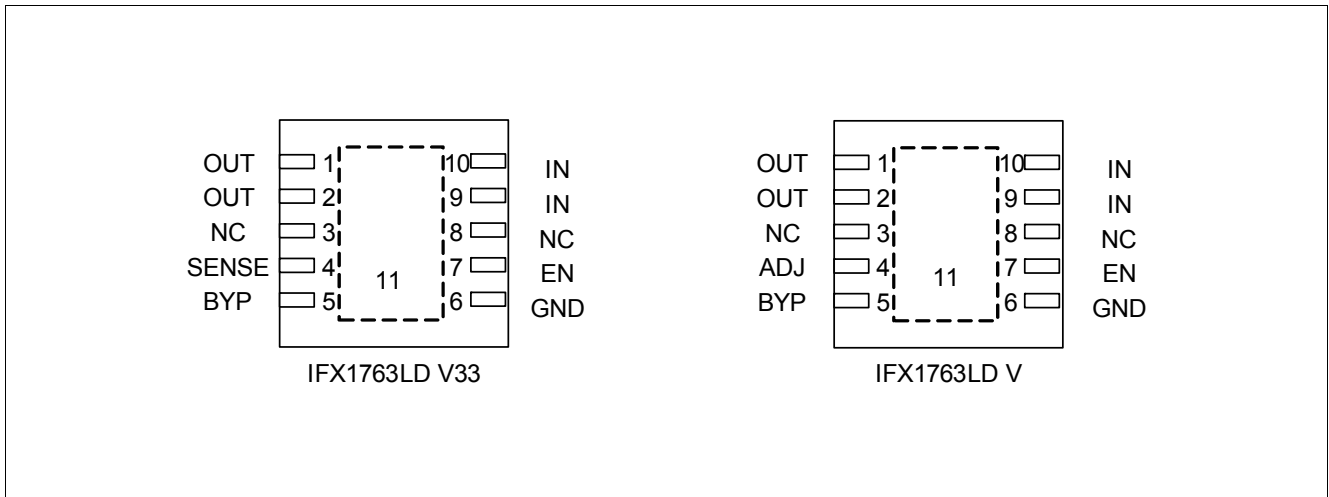 OUT 1 10 IN
OUT 2 9 IN
NC 3 8 NC
SENSE 4 7 EN
BYP 5 11 6 GND
IFX1763LD V33
OUT 1 10 IN
OUT 2 9 IN
NC 3 8 NC
ADJ 4 7 EN
BYP 5 11 6 GND
IFX1763LD V